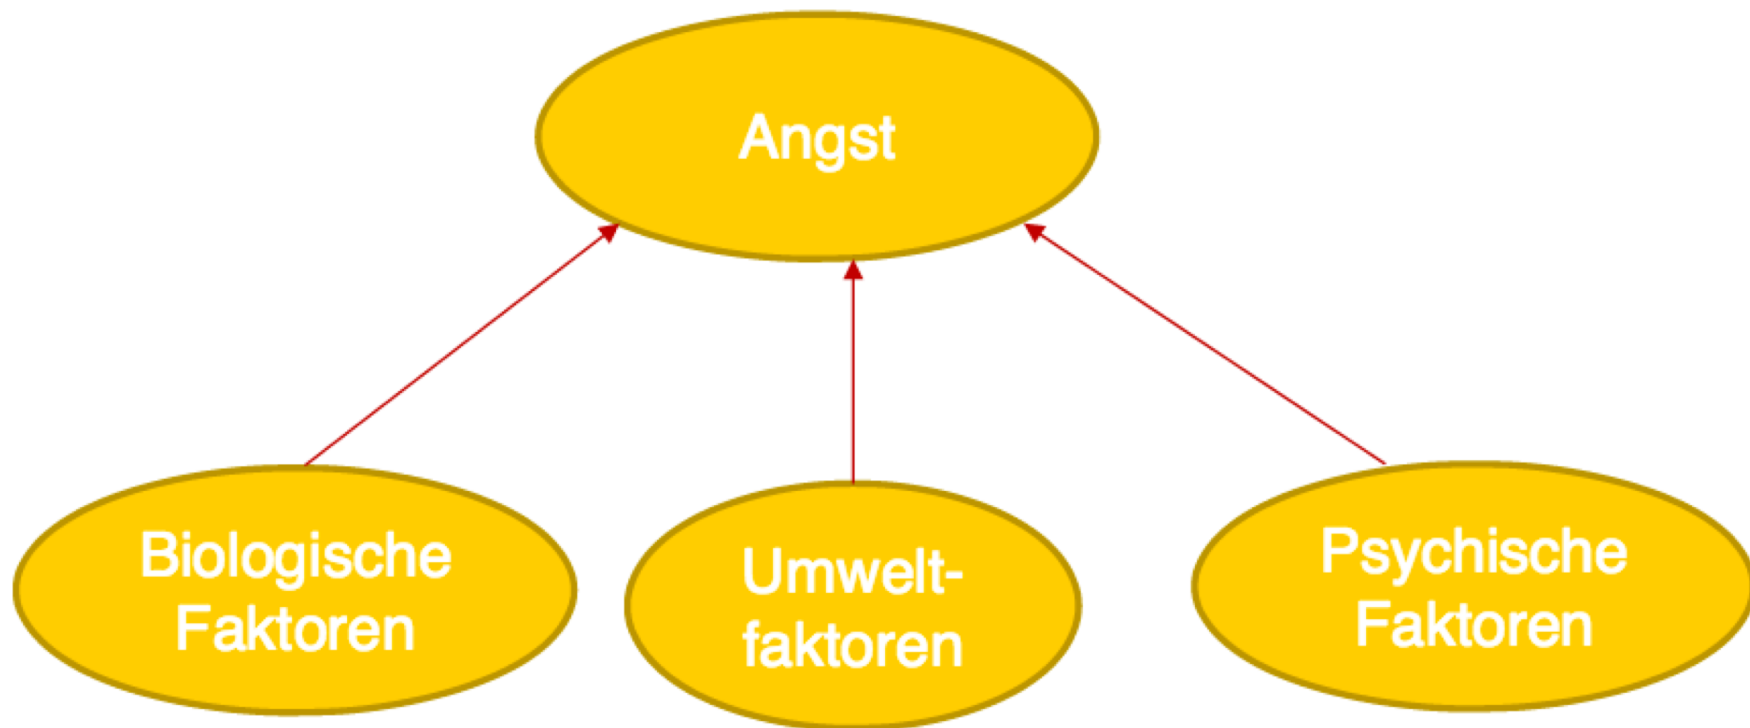 Angst
Biologische
Faktoren
Umwelt-
faktoren
Psychische
Faktoren